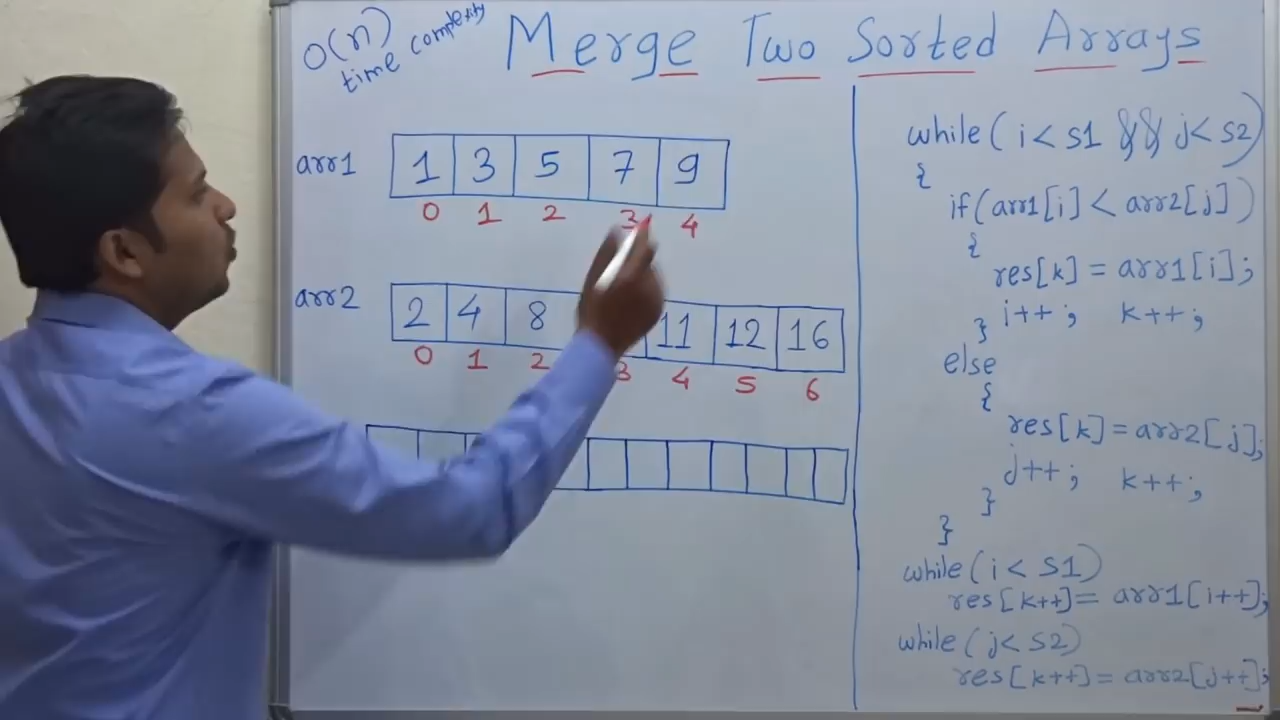 O(n)
time complexity
Merge Two Sorted Arrays
arr1
1 3 5 7 9
0 1 2 3 4
arr2
2 4 8 11 12 16
0 1 2 3 4 5 6
while( i < s1 && j < s2)
{
if(arr1[i] < arr2[j])
{
res[k] = arr1[i];
i++; k++;
}
else
{
res[k] = arr2[j];
j++; k++;
}
}
while( i < s1)
res[k++] = arr1[i++];
while( j < s2)
res[k++] = arr2[j++];